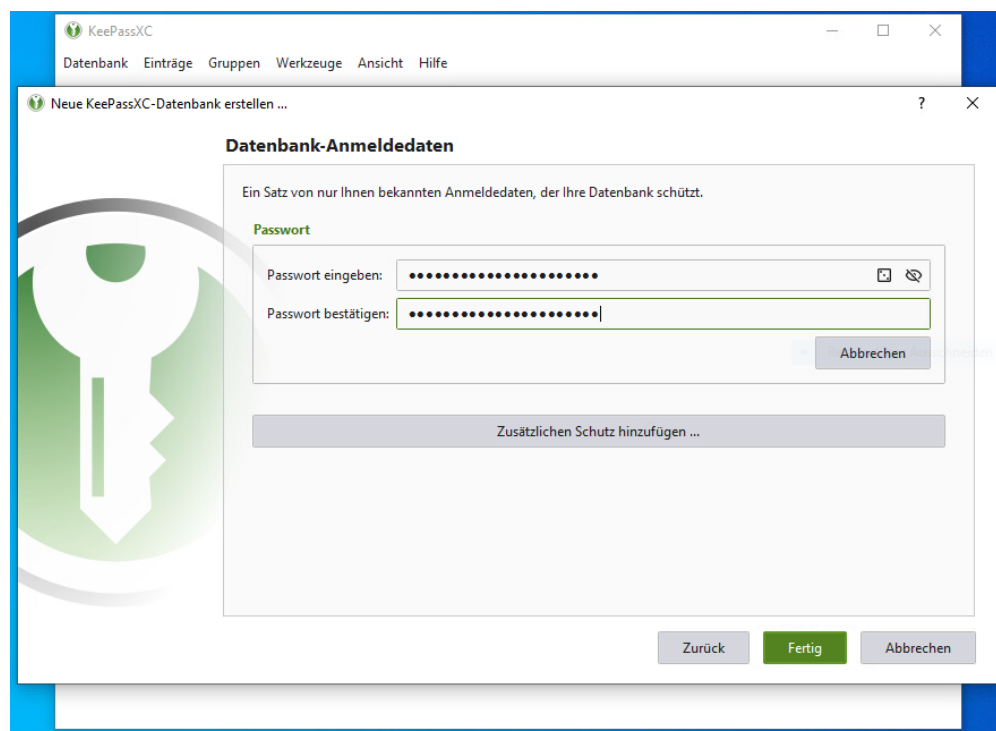 KeePassXC
Datenbank Einträge Gruppen Werkzeuge Ansicht Hilfe
Neue KeePassXC-Datenbank erstellen ...
?
Datenbank-Anmeldedaten
Ein Satz von nur Ihnen bekannten Anmeldedaten, der Ihre Datenbank schützt.
Passwort
Passwort eingeben: ••••••••••••••••••••••
Passwort bestätigen: ••••••••••••••••••••••
Abbrechen
Zusätzlichen Schutz hinzufügen ...
Zurück Fertig Abbrechen